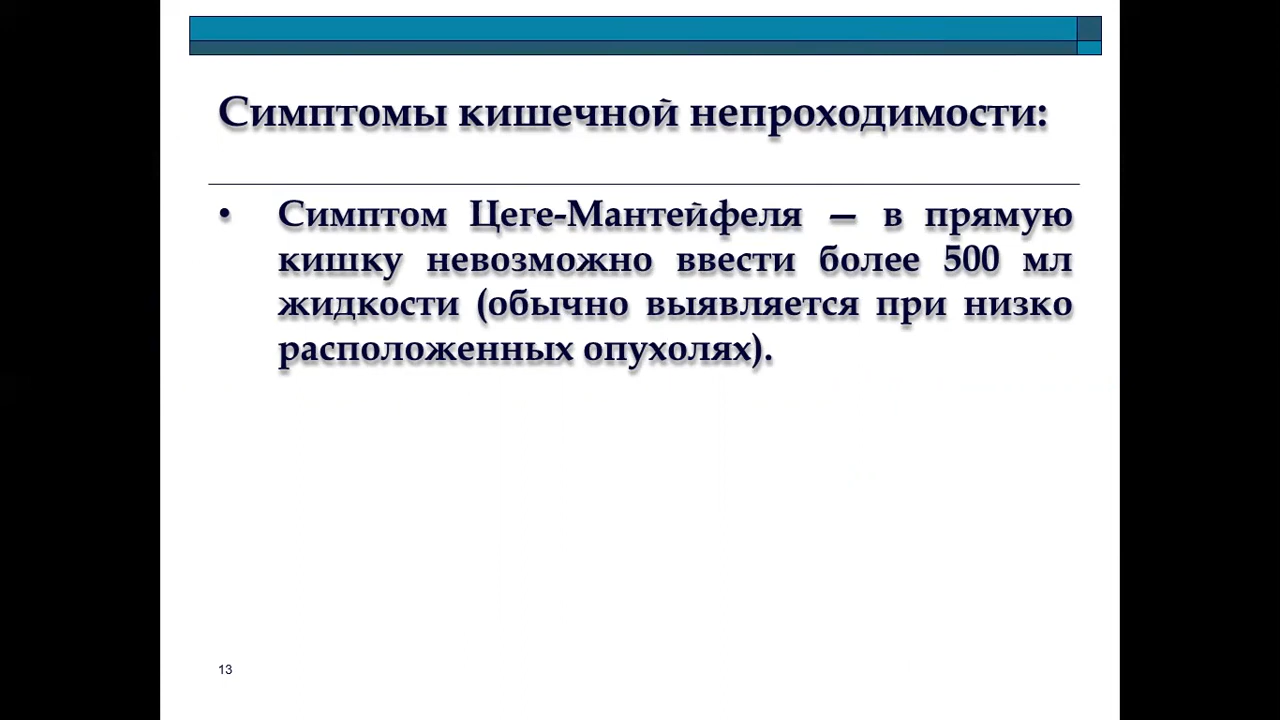 Симптомы кишечной непроходимости:
• Симптом Цеге-Мантейфеля — в прямую
кишку невозможно ввести более 500 мл
жидкости (обычно выявляется при низко
расположенных опухолях).
13